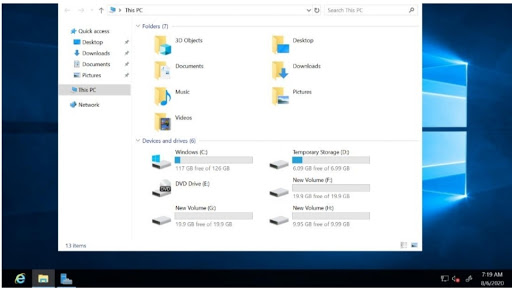 This PC
Search This PC
Quick access
Desktop
Downloads
Documents
Pictures
This PC
Network
Folders (7)
3D Objects
Desktop
Documents
Downloads
Music
Pictures
Videos
Devices and drives (6)
Windows (C:)
117 GB free of 126 GB
Temporary Storage (D:)
6.09 GB free of 6.99 GB
DVD Drive (E:)
New Volume (F:)
19.9 GB free of 19.9 GB
New Volume (G:)
19.9 GB free of 19.9 GB
New Volume (H:)
9.95 GB free of 9.99 GB
13 items
7:19 AM
8/6/2020